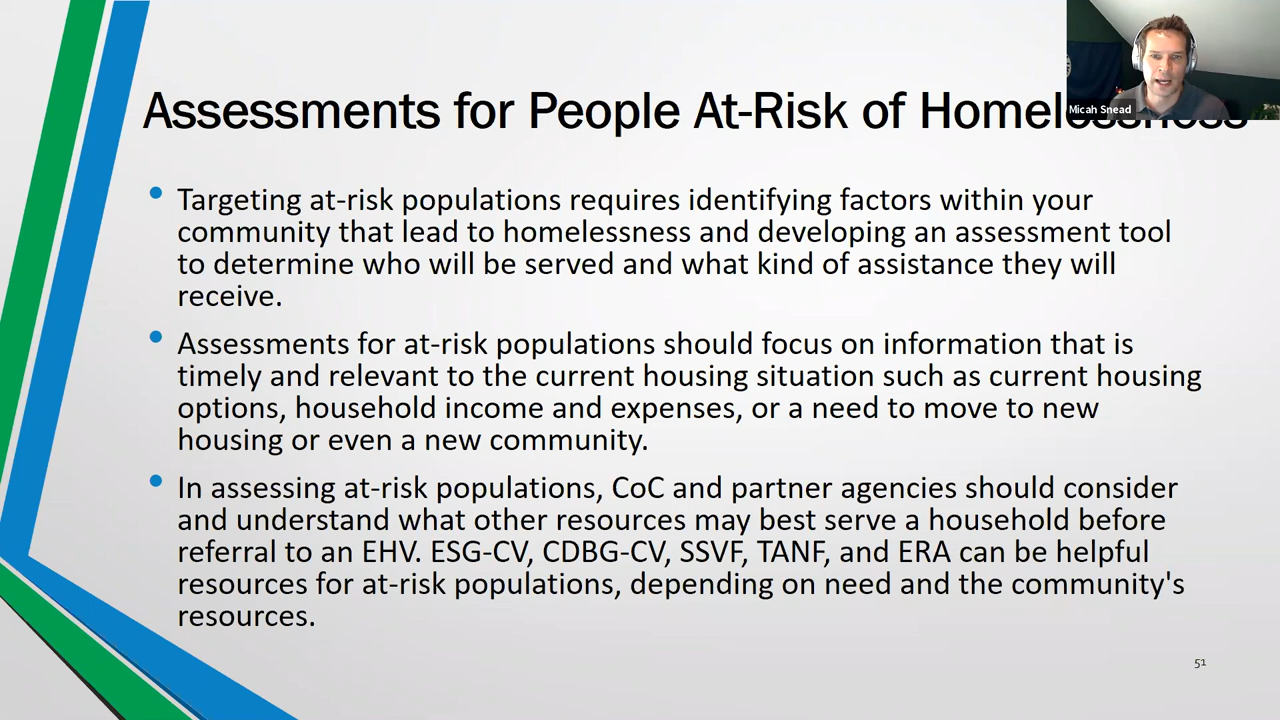 Assessments for People At-Risk of Homelessness
Micah Snead
Targeting at-risk populations requires identifying factors within your
community that lead to homelessness and developing an assessment tool
to determine who will be served and what kind of assistance they will
receive.
Assessments for at-risk populations should focus on information that is
timely and relevant to the current housing situation such as current housing
options, household income and expenses, or a need to move to new
housing or even a new community.
In assessing at-risk populations, CoC and partner agencies should consider
and understand what other resources may best serve a household before
referral to an EHV. ESG-CV, CDBG-CV, SSVF, TANF, and ERA can be helpful
resources for at-risk populations, depending on need and the community's
resources.
51